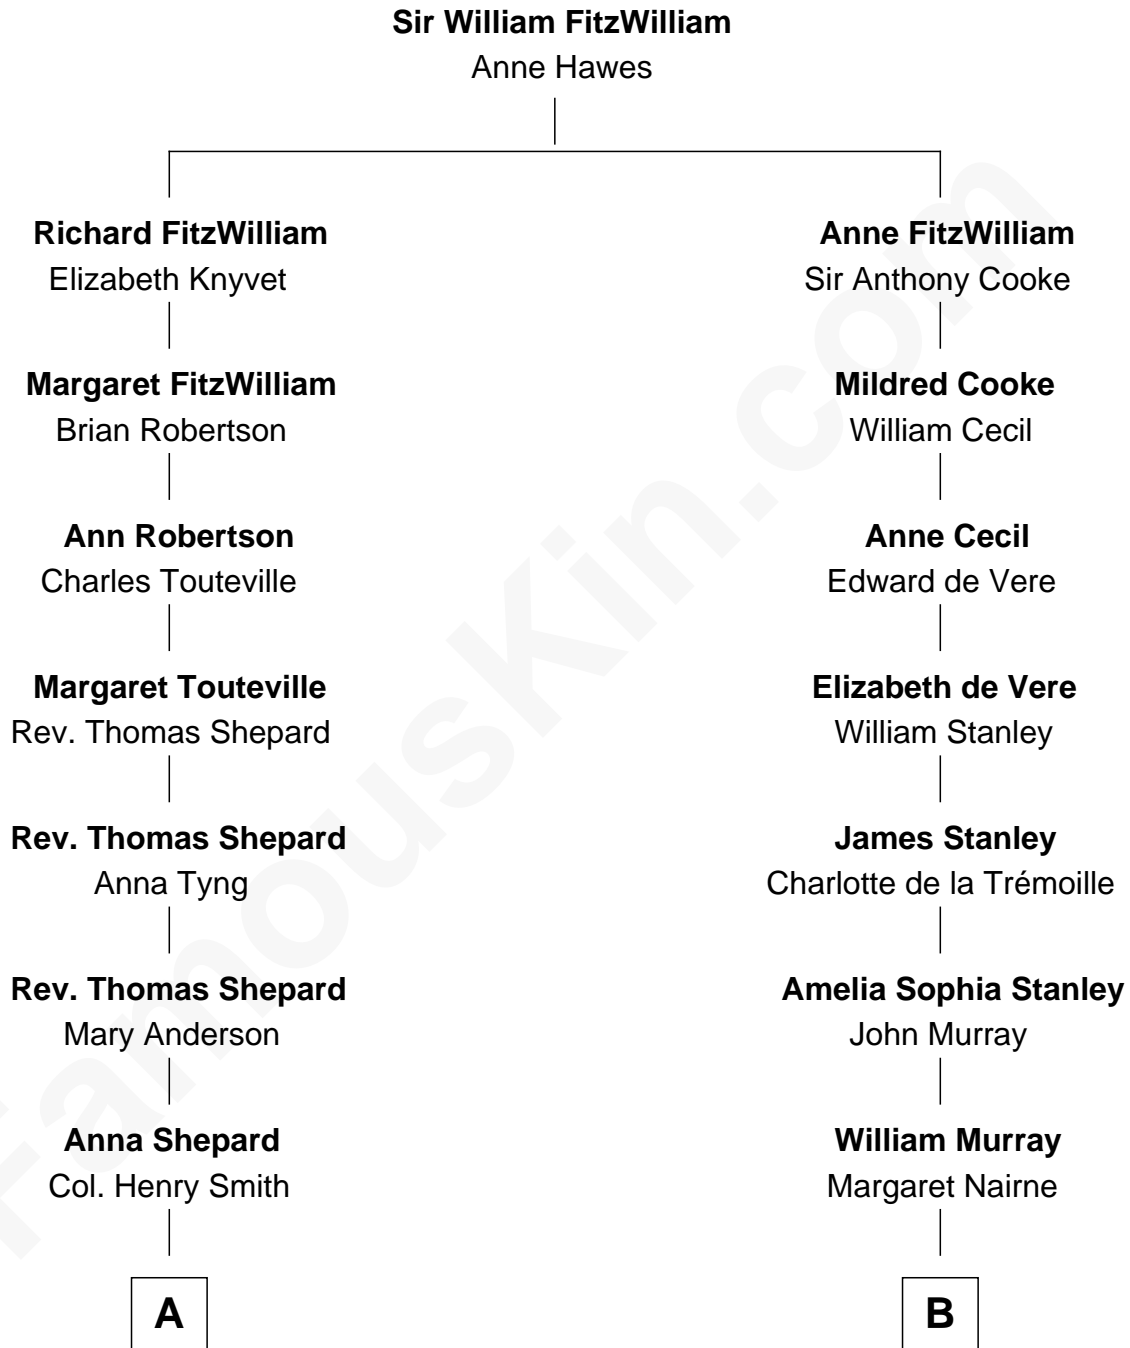 Sir William FitzWilliam
Anne Hawes
Richard FitzWilliam
Elizabeth Knyvet
Margaret FitzWilliam
Brian Robertson
Ann Robertson
Charles Touteville
Margaret Touteville
Rev. Thomas Shepard
Rev. Thomas Shepard
Anna Tyng
Rev. Thomas Shepard
Mary Anderson
Anna Shepard
Col. Henry Smith
A
Anne FitzWilliam
Sir Anthony Cooke
Mildred Cooke
William Cecil
Anne Cecil
Edward de Vere
Elizabeth de Vere
William Stanley
James Stanley
Charlotte de la Trémoille
Amelia Sophia Stanley
John Murray
William Murray
Margaret Nairne
B
FamousKin.com